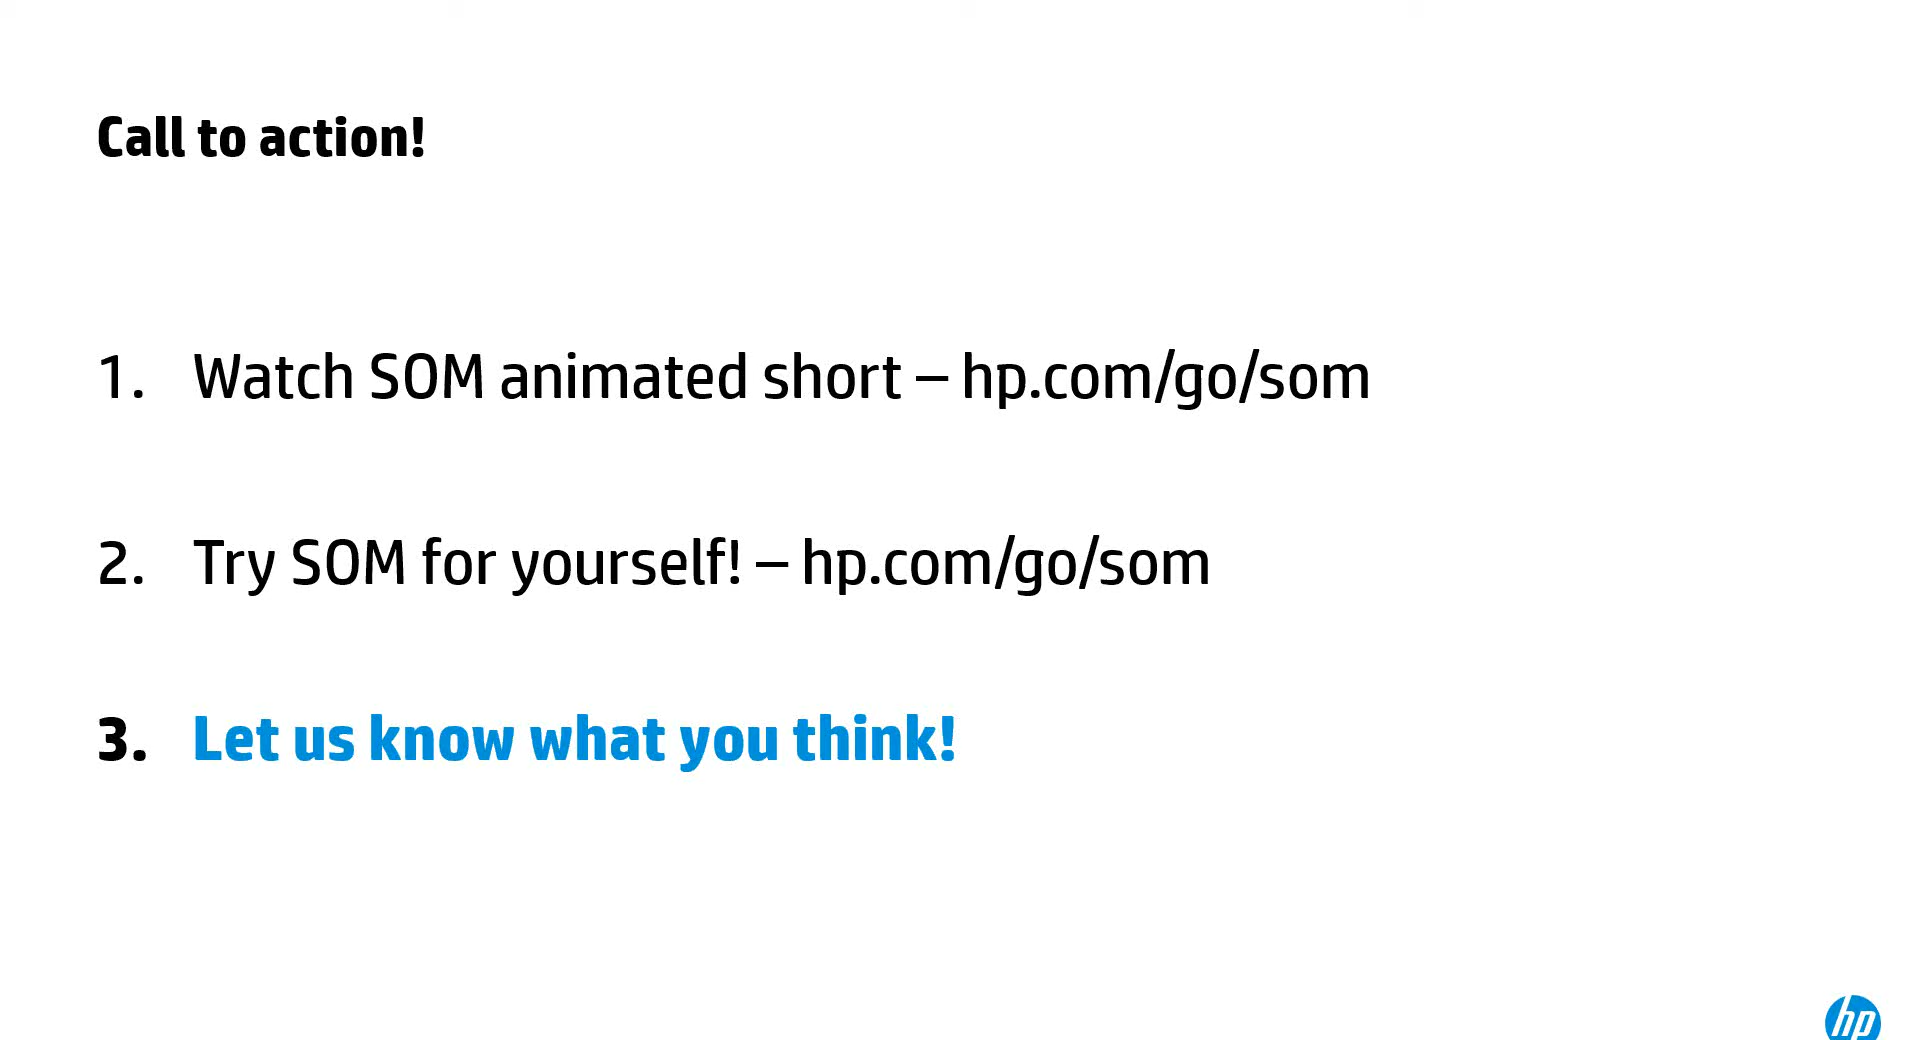 Call to action!
1. Watch SOM animated short – hp.com/go/som
2. Try SOM for yourself! – hp.com/go/som
3. Let us know what you think!
hp